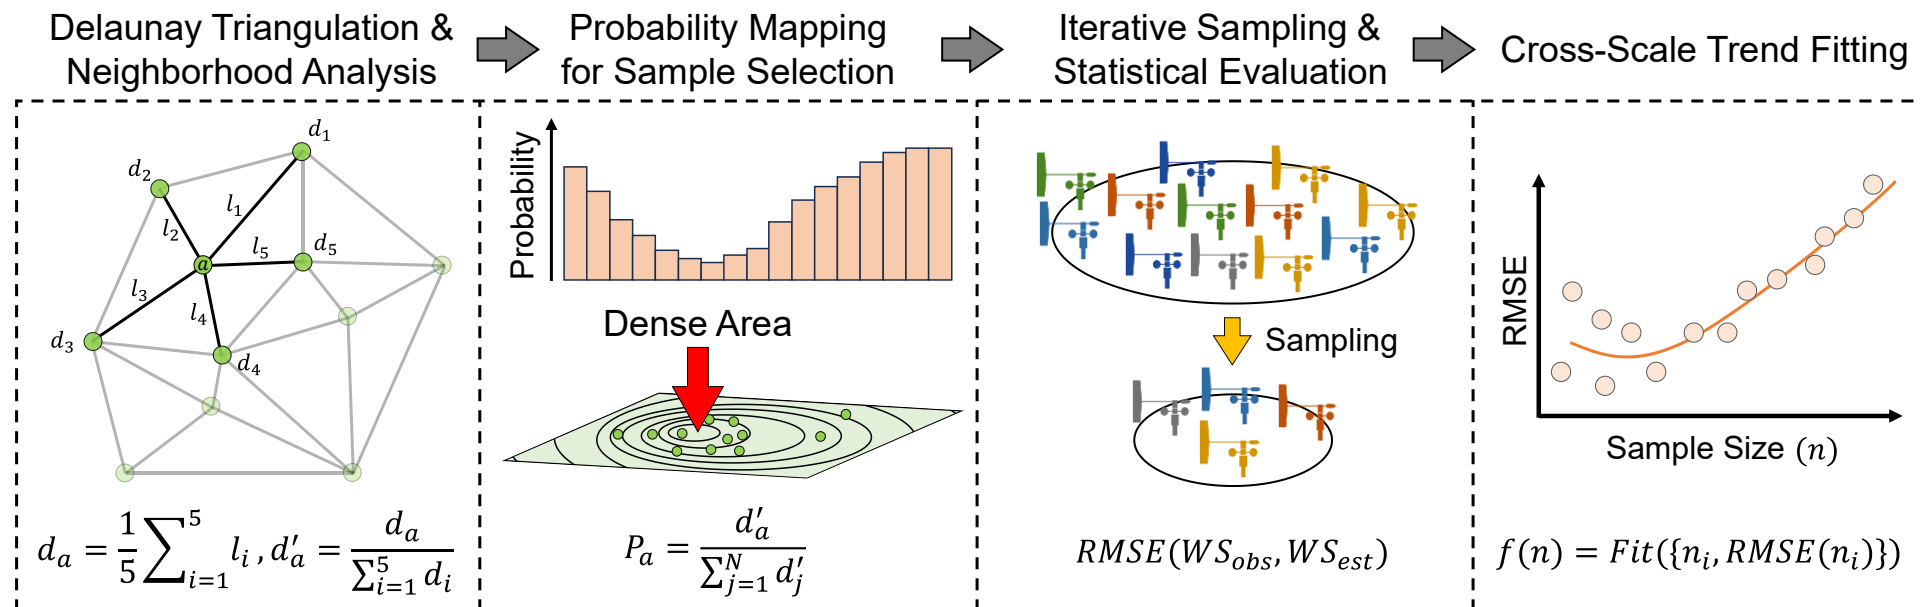 Delaunay Triangulation &
Neighborhood Analysis
Probability Mapping
for Sample Selection
Iterative Sampling &
Statistical Evaluation
Cross-Scale Trend Fitting
d₁
d₂
l₁
l₂
l₅
d₅
a
l₃
l₄
d₃
d₄
dₐ = 1/5 ∑⁵ᵢ₌₁ lᵢ , d′ₐ = dₐ / ∑⁵ᵢ₌₁ dᵢ
Probability
Dense Area
Pₐ = d′ₐ / ∑ᴺⱼ₌₁ d′ⱼ
Sampling
RMSE(WS_obs, WS_est)
RMSE
Sample Size (n)
f(n) = Fit({nᵢ, RMSE(nᵢ)})